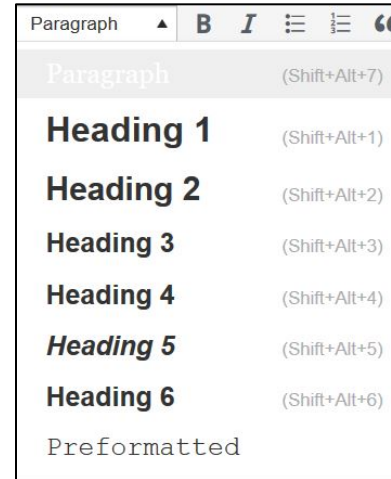 Paragraph B I
Paragraph (Shift+Alt+7)
Heading 1 (Shift+Alt+1)
Heading 2 (Shift+Alt+2)
Heading 3 (Shift+Alt+3)
Heading 4 (Shift+Alt+4)
Heading 5 (Shift+Alt+5)
Heading 6 (Shift+Alt+6)
Preformatted